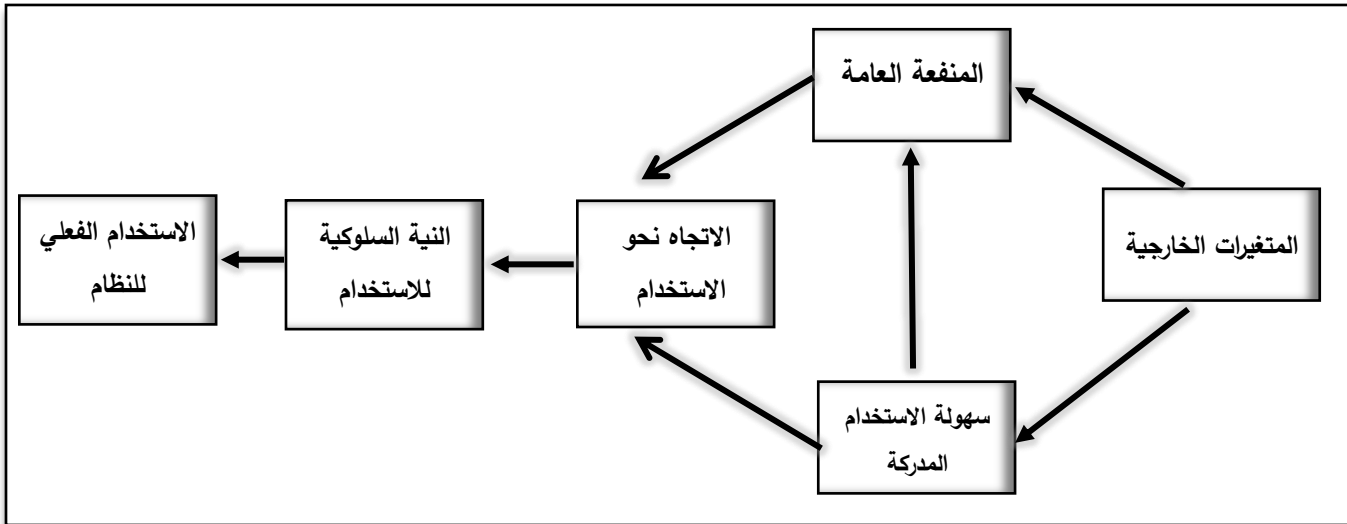 المنفعة العامة
المتغيرات الخارجية
سهولة الاستخدام
المدركة
الاتجاه نحو
الاستخدام
النية السلوكية
للاستخدام
الاستخدام الفعلي
للنظام